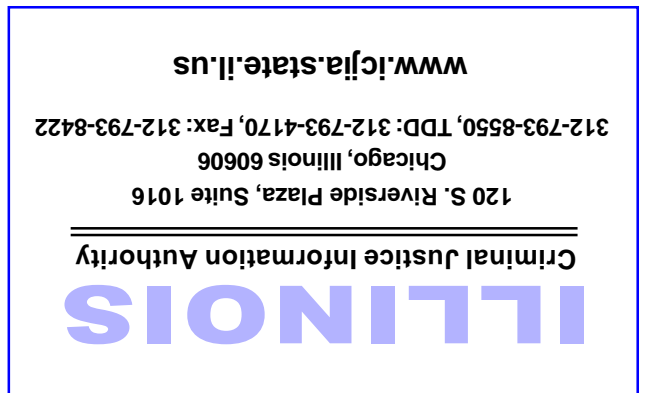 ILLINOIS
Criminal Justice Information Authority
120 S. Riverside Plaza, Suite 1016
Chicago, Illinois 60606
312-793-8550, TDD: 312-793-4170, Fax: 312-793-8422
www.icjia.state.il.us